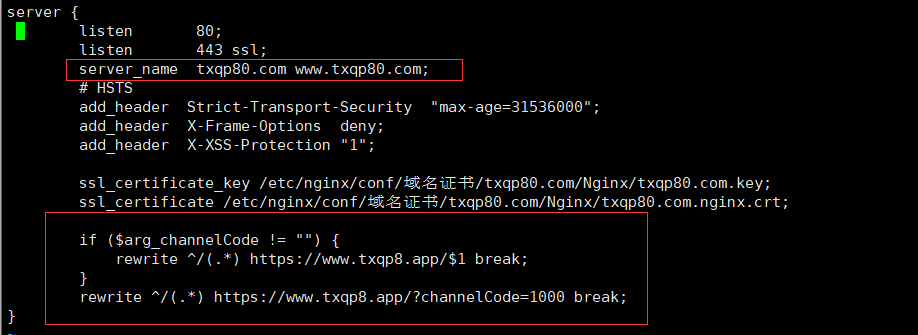 server {
listen 80;
listen 443 ssl;
server_name txqp80.com www.txqp80.com;
# HSTS
add_header Strict-Transport-Security "max-age=31536000";
add_header X-Frame-Options deny;
add_header X-XSS-Protection "1";
ssl_certificate_key /etc/nginx/conf/域名证书/txqp80.com/Nginx/txqp80.com.key;
ssl_certificate /etc/nginx/conf/域名证书/txqp80.com/Nginx/txqp80.com.nginx.crt;
if ($arg_channelCode != "") {
rewrite ^/(.*) https://www.txqp8.app/$1 break;
}
rewrite ^/(.*) https://www.txqp8.app/?channelCode=1000 break;
}
~